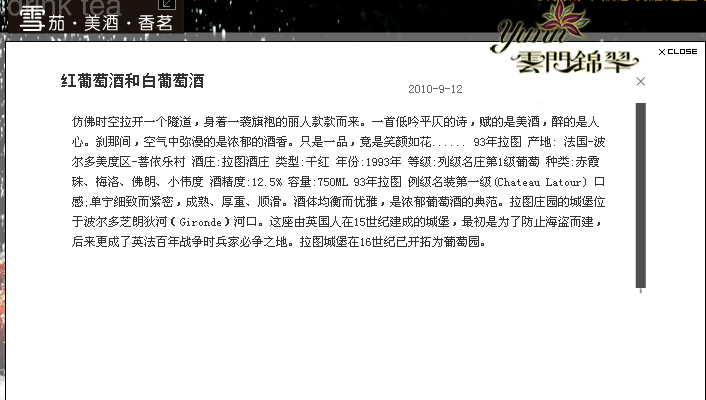 drink tea
雪茄·美酒·香茗
Yunn
雲門錦翠
×CLOSE
红葡萄酒和白葡萄酒
2010-9-12
仿佛时空拉开一个隧道，身着一袭旗袍的丽人款款而来。一首低吟平仄的诗，赋的是美酒，醉的是人
心。刹那间，空气中弥漫的是浓郁的酒香。只是一品，竟是笑颜如花...... 93年拉图 产地: 法国-波
尔多美度区-菩依乐村 酒庄:拉图酒庄 类型:干红 年份:1993年 等级:列级名庄第1级葡萄 种类:赤霞
珠、梅洛、佛朗、小伟度 酒精度:12.5% 容量:750ML 93年拉图 例级名装第一级(Chateau Latour) 口
感:单宁细致而紧密，成熟、厚重、顺滑。酒体均衡而优雅，是浓郁葡萄酒的典范。拉图庄园的城堡位
于波尔多芝朗狄河（Gironde）河口。这座由英国人在15世纪建成的城堡，最初是为了防止海盗而建，
后来更成了英法百年战争时兵家必争之地。拉图城堡在16世纪已开拓为葡萄园。